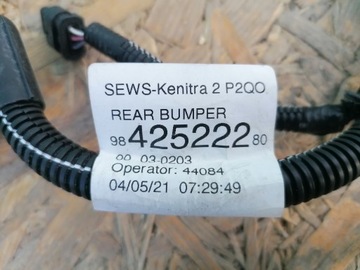 SEWS-Kenitra 2 P2QO
REAR BUMPER
98 425222 80
00 03-0203
Operator: 44084
04/05/21 07:29:49